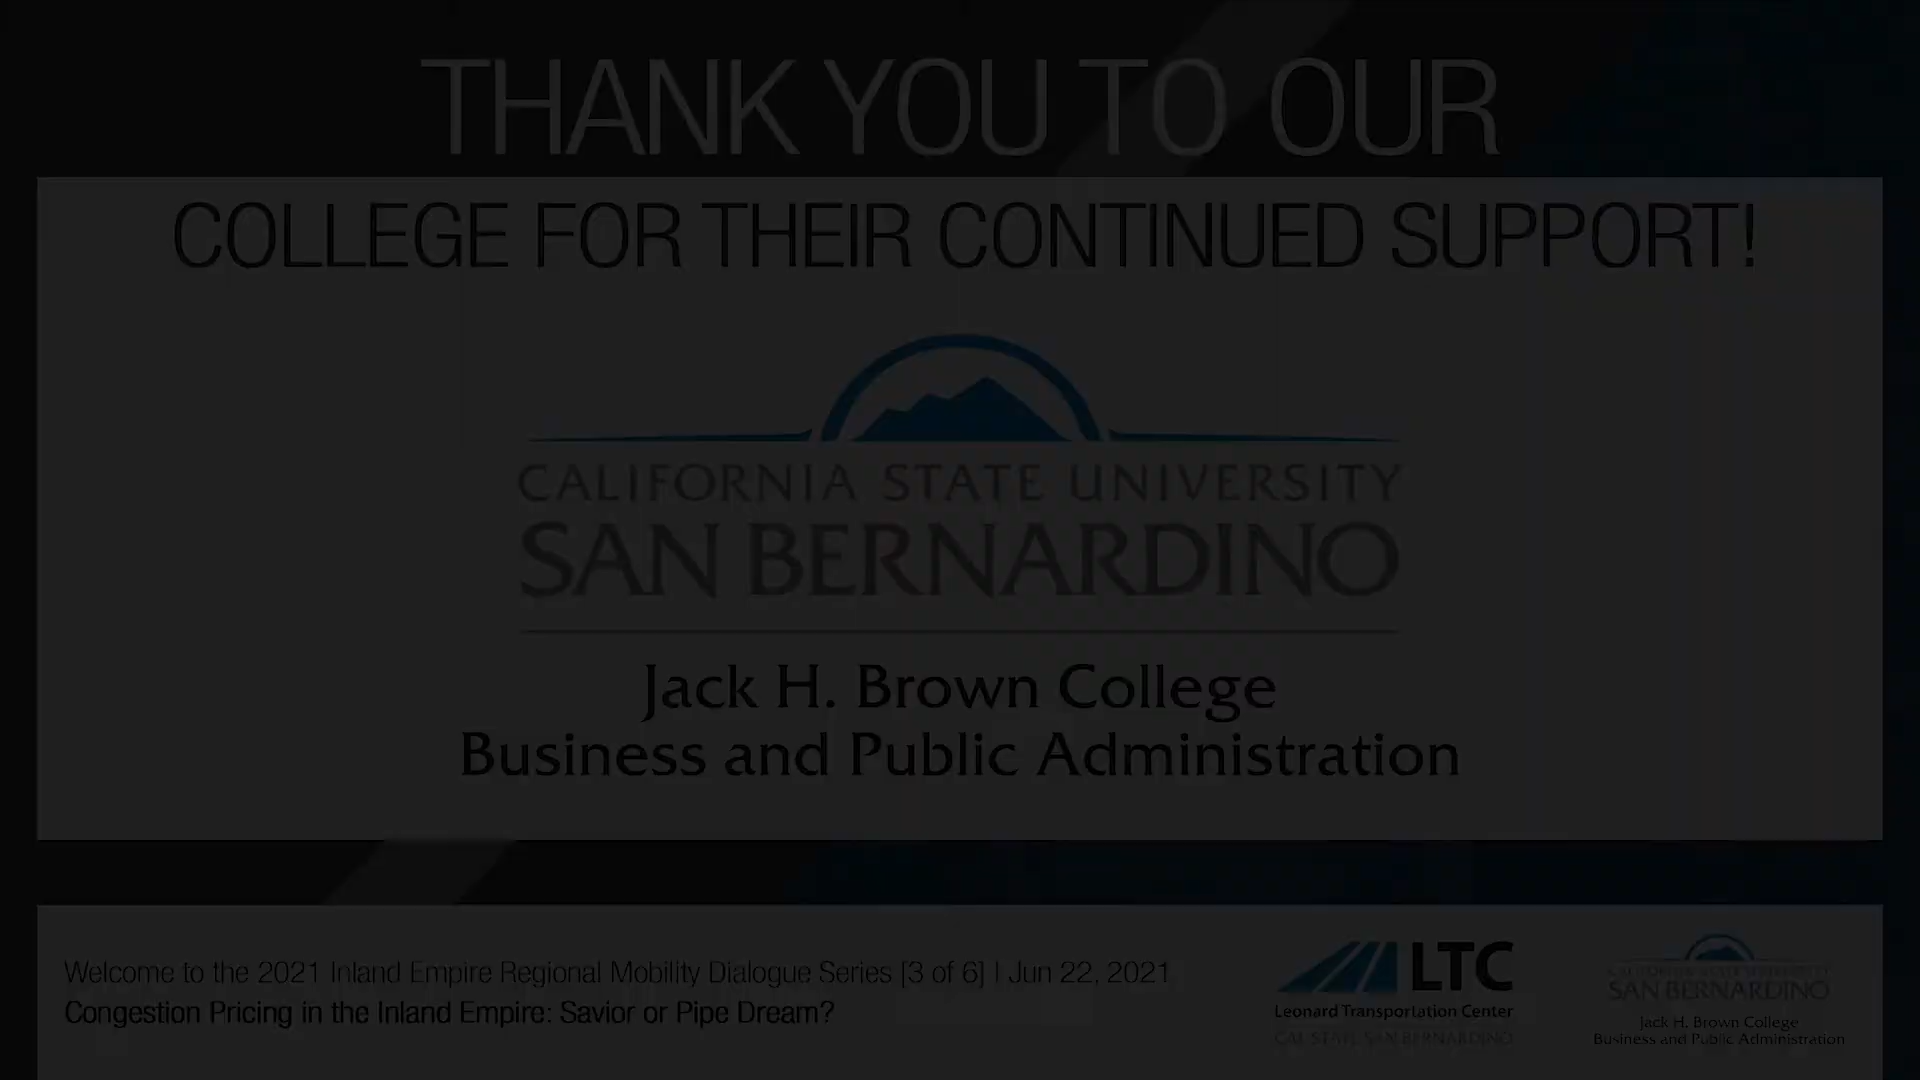 THANK YOU TO OUR
COLLEGE FOR THEIR CONTINUED SUPPORT!
CALIFORNIA STATE UNIVERSITY
SAN BERNARDINO
Jack H. Brown College
Business and Public Administration
Welcome to the 2021 Inland Empire Regional Mobility Dialogue Series [3 of 6] | Jun 22, 2021
Congestion Pricing in the Inland Empire: Savior or Pipe Dream?
LTC
Leonard Transportation Center
CAL STATE SAN BERNARDINO
CALIFORNIA STATE UNIVERSITY
SAN BERNARDINO
Jack H. Brown College
Business and Public Administration